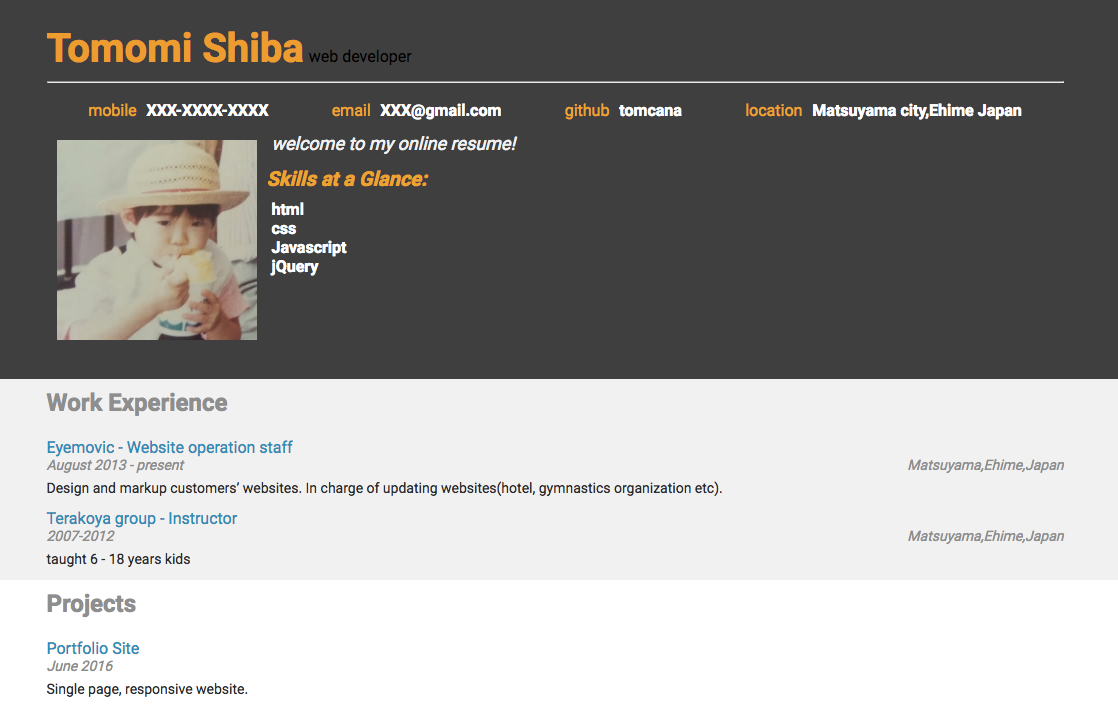 Tomomi Shiba web developer
mobile XXX-XXXX-XXXX email XXX@gmail.com github tomcana location Matsuyama city,Ehime Japan
welcome to my online resume!
Skills at a Glance:
html
css
Javascript
jQuery
Work Experience
Eyemovic - Website operation staff
August 2013 - present Matsuyama,Ehime,Japan
Design and markup customers’ websites. In charge of updating websites(hotel, gymnastics organization etc).
Terakoya group - Instructor
2007-2012 Matsuyama,Ehime,Japan
taught 6 - 18 years kids
Projects
Portfolio Site
June 2016
Single page, responsive website.